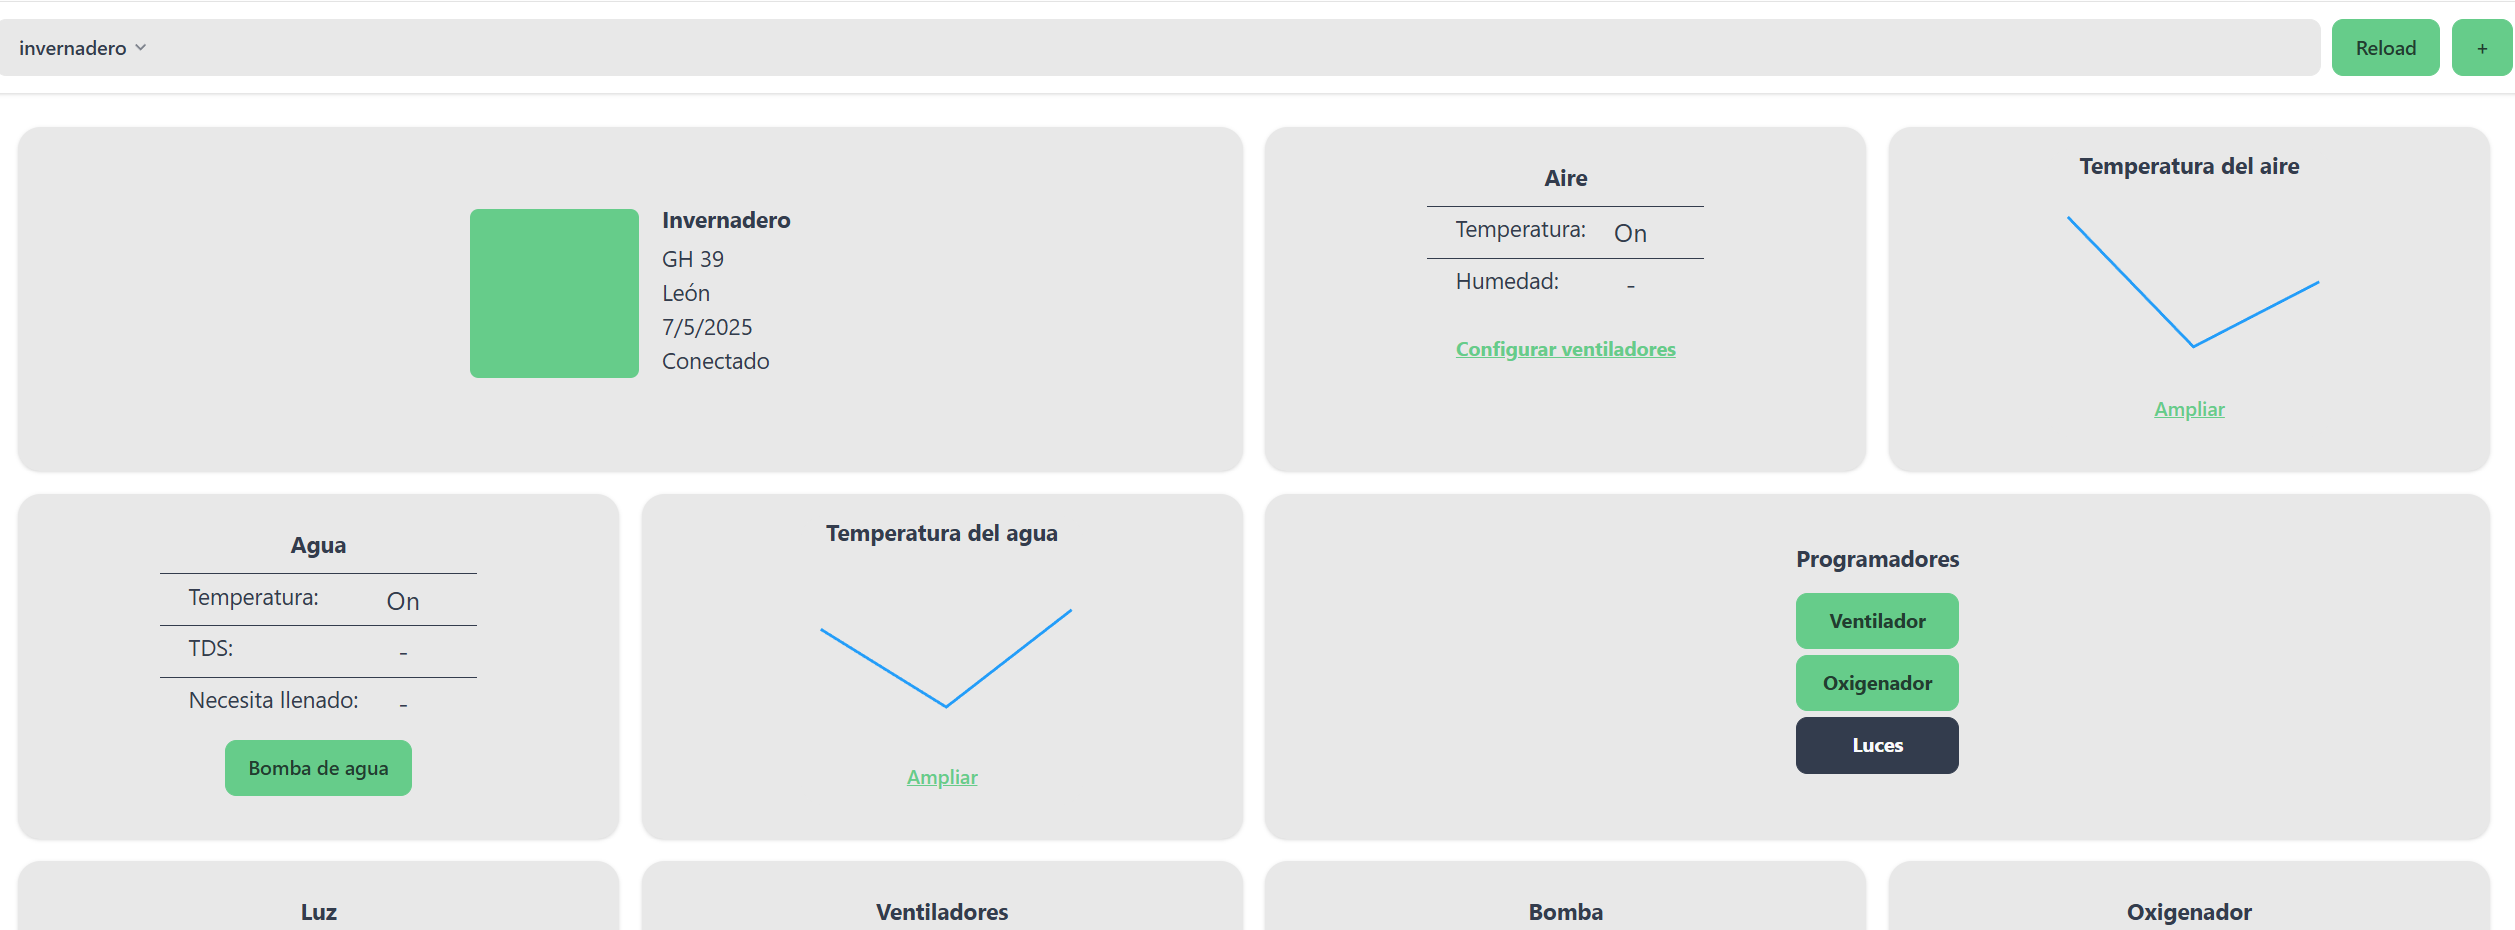 invernadero
Reload
+
Invernadero
GH 39
León
7/5/2025
Conectado
Aire
Temperatura: On
Humedad: -
Configurar ventiladores
Temperatura del aire
Ampliar
Agua
Temperatura: On
TDS: -
Necesita llenado: -
Bomba de agua
Temperatura del agua
Ampliar
Programadores
Ventilador
Oxigenador
Luces
Luz
Ventiladores
Bomba
Oxigenador